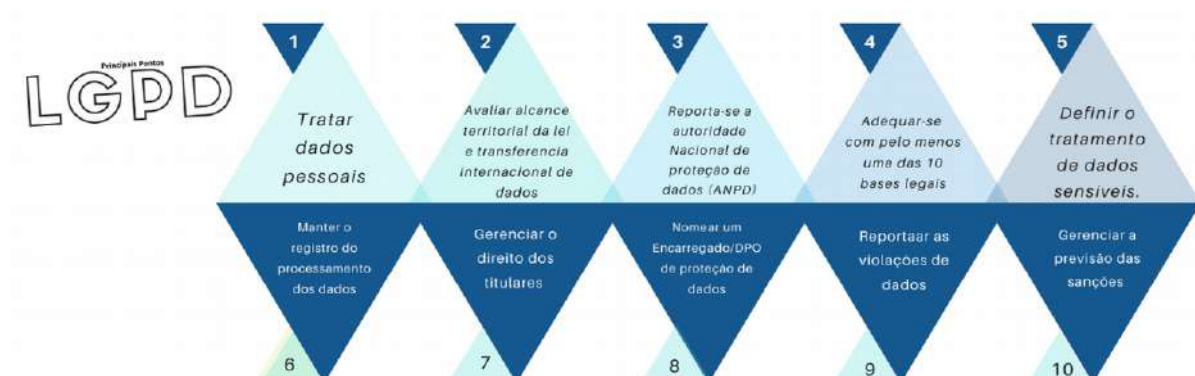 Principais Pontos
LGPD
1
Tratar
dados
pessoais
2
Avaliar alcance
territorial da lei
e transferencia
internacional de
dados
3
Reporta-se a
autoridade
Nacional de
proteção de
dados (ANPD)
4
Adequar-se
com pelo menos
uma das 10
bases legais
5
Definir o
tratamento
de dados
sensiveis.
Manter o
registro do
processamento
dos dados
6
Gerenciar o
direito dos
titulares
7
Nomear um
Encarregado/DPO
de proteção de
dados
8
Reportaar as
violações de
dados
9
Gerenciar a
previsão das
sanções
10